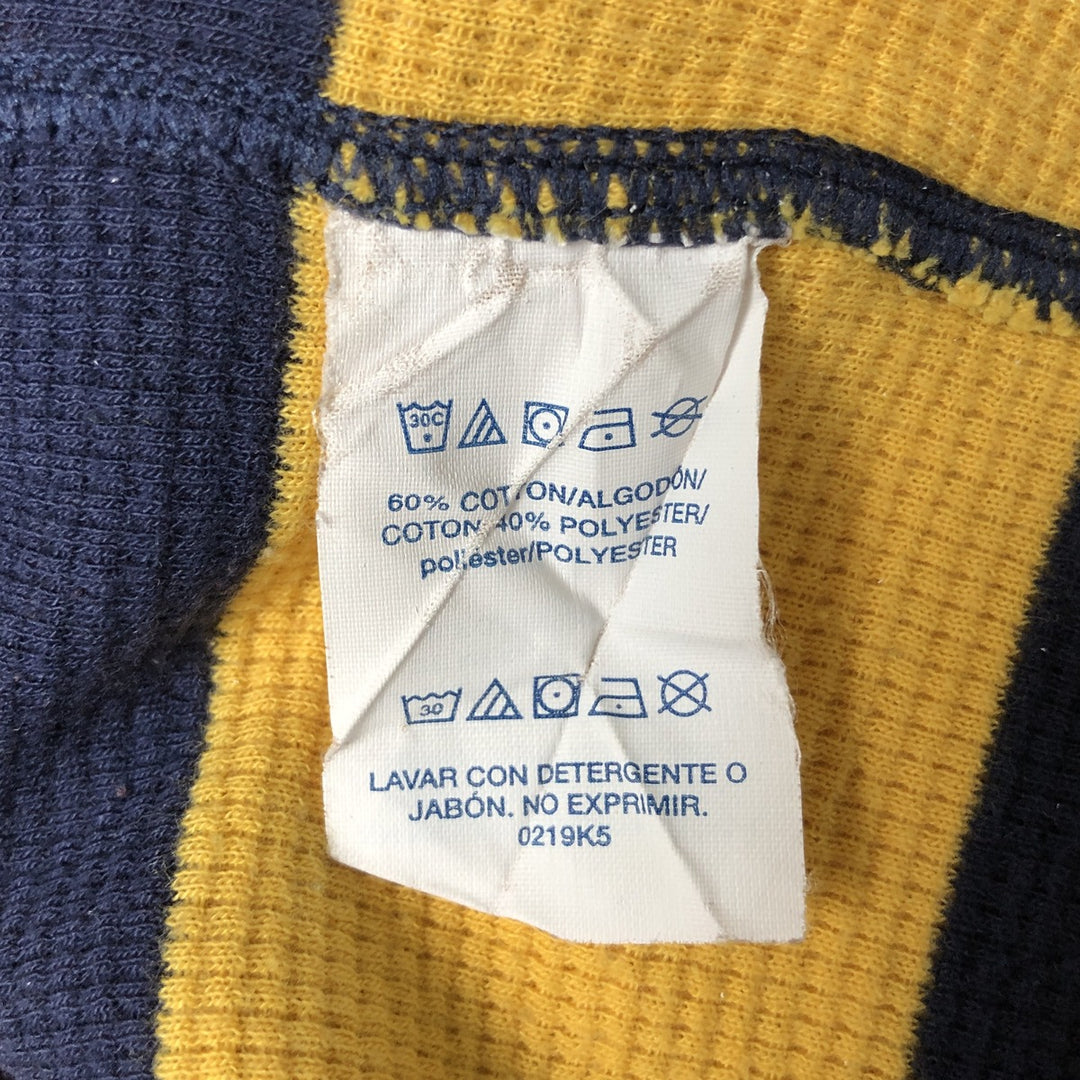 30C
60% COTTON/ALGODÓN/
COTON 40% POLYESTER/
poliéster/POLYESTER
30
LAVAR CON DETERGENTE O
JABÓN. NO EXPRIMIR.
0219K5